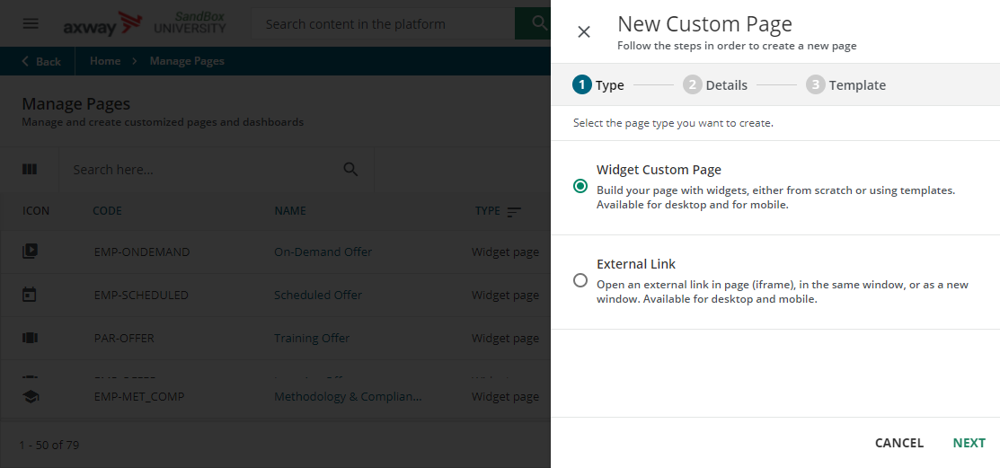 axway
SandBox
UNIVERSITY
Search content in the platform
Back
Home
Manage Pages
Manage Pages
Manage and create customized pages and dashboards
Search here...
ICON CODE NAME TYPE
EMP-ONDEMAND On-Demand Offer Widget page
EMP-SCHEDULED Scheduled Offer Widget page
PAR-OFFER Training Offer Widget page
EMP-MET_COMP Methodology & Complian... Widget page
1 - 50 of 79
New Custom Page
Follow the steps in order to create a new page
1 Type 2 Details 3 Template
Select the page type you want to create.
Widget Custom Page
Build your page with widgets, either from scratch or using templates.
Available for desktop and for mobile.
External Link
Open an external link in page (iframe), in the same window, or as a new
window. Available for desktop and mobile.
CANCEL NEXT